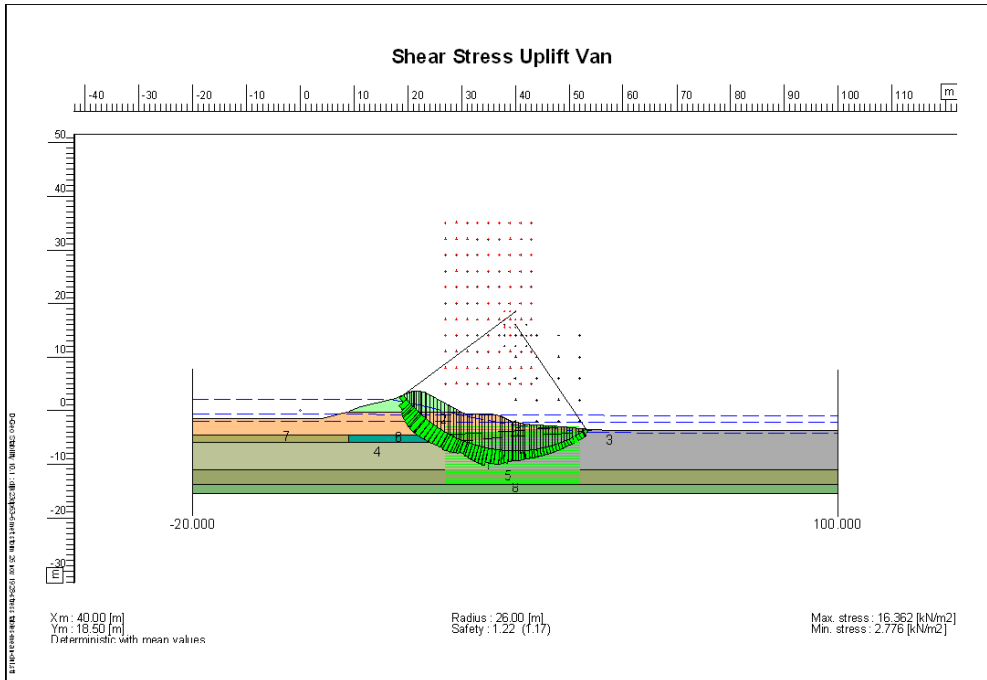 Shear Stress Uplift Van
-40 -30 -20 -10 0 10 20 30 40 50 60 70 80 90 100 110 m
50
40
30
20
10
0
-10
-20
-30
m
7 6 4 3 5 8
-20.000 100.000
Xm : 40.00 [m] Radius : 26.00 [m] Max. stress : 16.362 [kN/m2]
Ym : 18.50 [m] Safety : 1.22 (1.17) Min. stress : 2.776 [kN/m2]
Deterministic with mean values